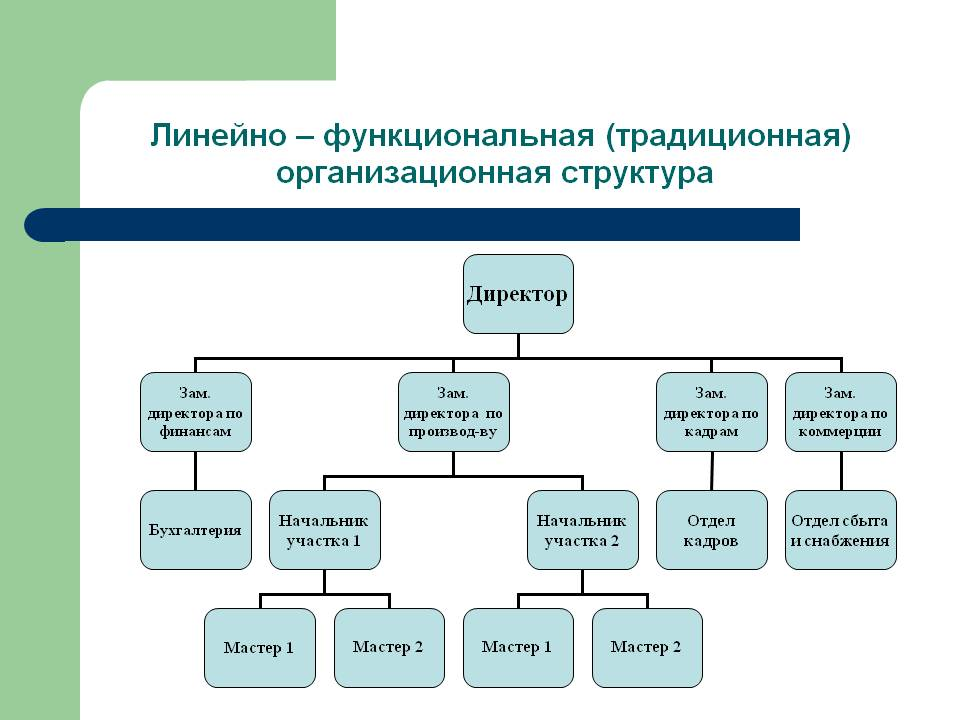 Линейно – функциональная (традиционная)
организационная структура
Директор
Зам.
директора по
финансам
Зам.
директора по
производ-ву
Зам.
директора по
кадрам
Зам.
директора по
коммерции
Бухгалтерия
Начальник
участка 1
Начальник
участка 2
Отдел
кадров
Отдел сбыта
и снабжения
Мастер 1
Мастер 2
Мастер 1
Мастер 2